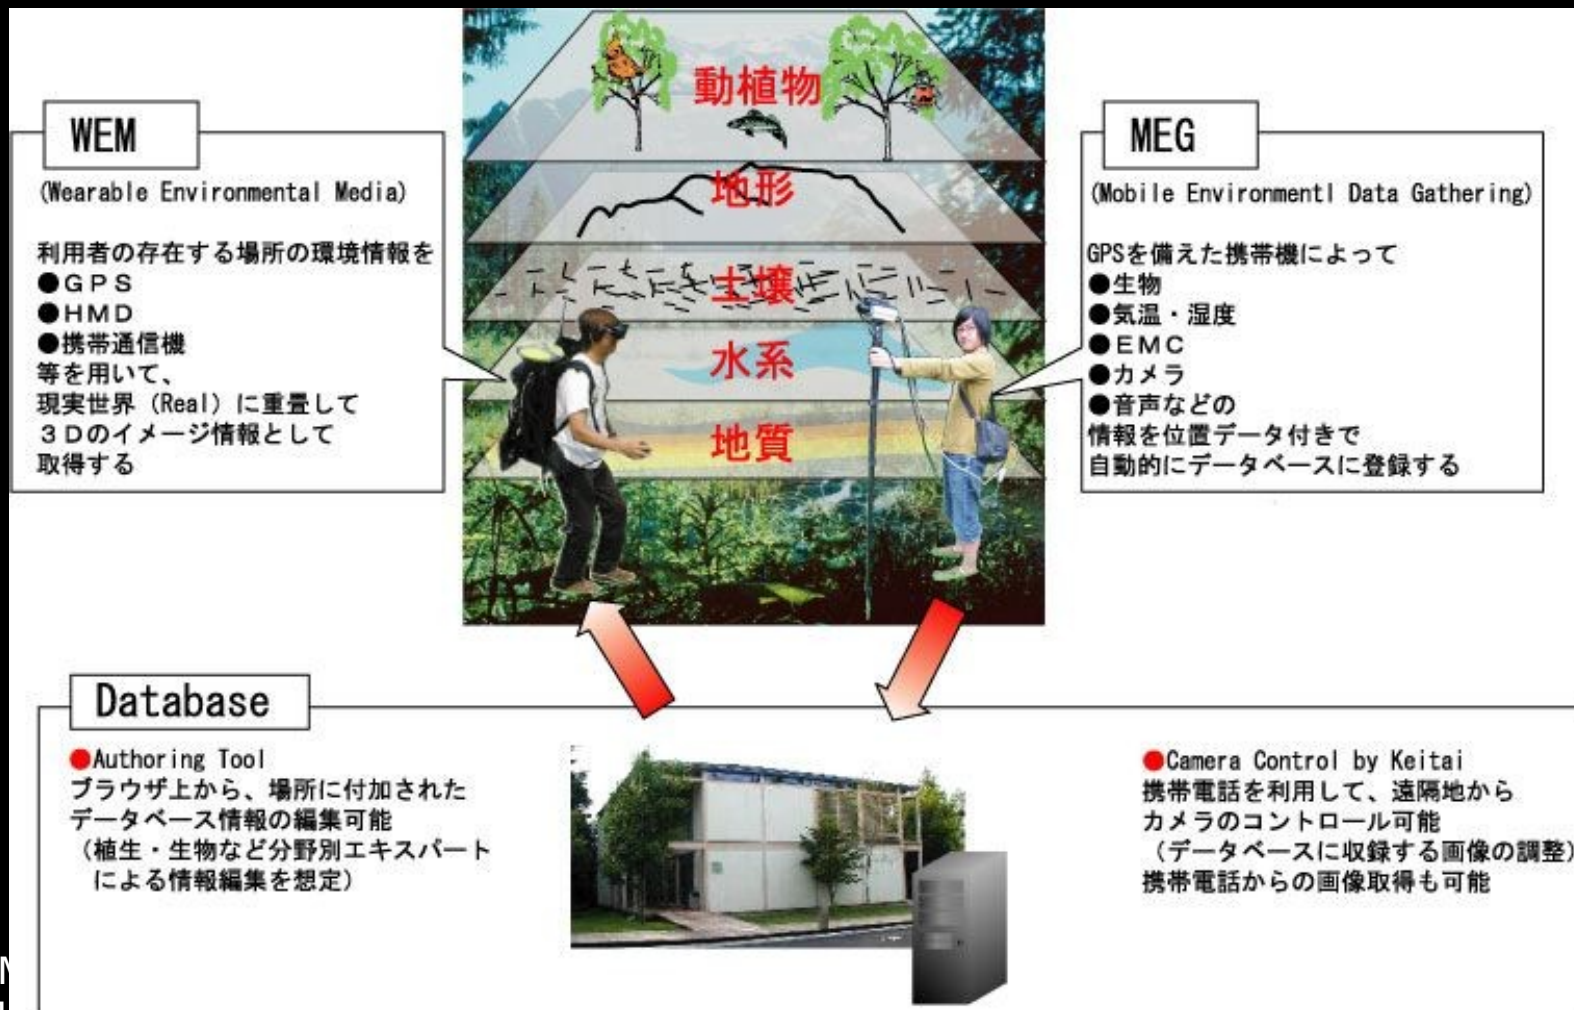 WEM
(Wearable Environmental Media)
利用者の存在する場所の環境情報を
●ＧＰＳ
●ＨＭＤ
●携帯通信機
等を用いて、
現実世界（Real）に重畳して
３Ｄのイメージ情報として
取得する
動植物
地形
土壌
水系
地質
MEG
(Mobile Environmentl Data Gathering)
GPSを備えた携帯機によって
●生物
●気温・湿度
●ＥＭＣ
●カメラ
●音声などの
情報を位置データ付きで
自動的にデータベースに登録する
Database
●Authoring Tool
ブラウザ上から、場所に付加された
データベース情報の編集可能
（植生・生物など分野別エキスパート
による情報編集を想定）
●Camera Control by Keitai
携帯電話を利用して、遠隔地から
カメラのコントロール可能
（データベースに収録する画像の調整）
携帯電話からの画像取得も可能